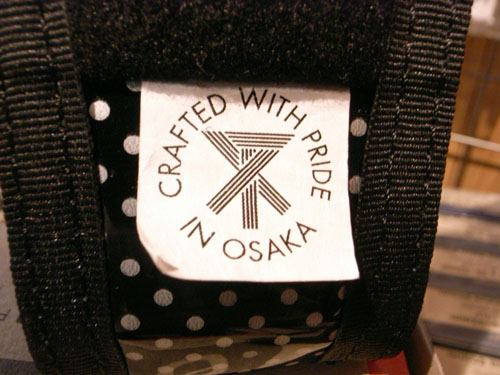 CRAFTED WITH PRIDE
IN OSAKA